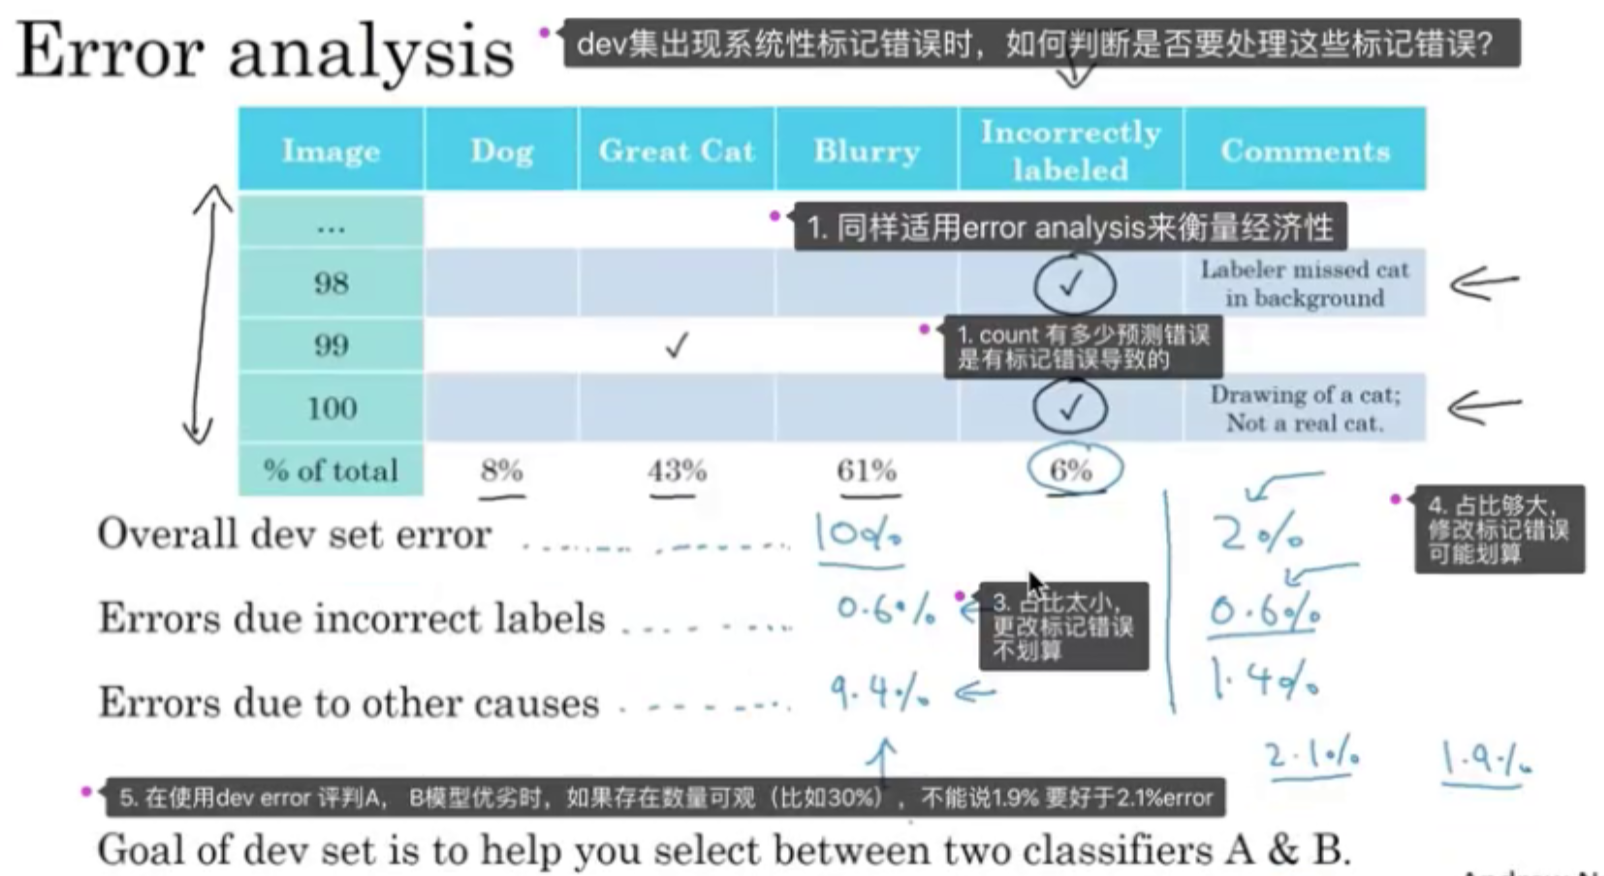 Error analysis
dev集出现系统性标记错误时，如何判断是否要处理这些标记错误？
Image Dog Great Cat Blurry Incorrectly labeled Comments
1. 同样适用error analysis来衡量经济性
...
98 ✓ Labeler missed cat in background
99 ✓
1. count 有多少预测错误
是有标记错误导致的
100 ✓ Drawing of a cat; Not a real cat.
% of total 8% 43% 61% 6%
Overall dev set error 10% 2%
4. 占比够大，
修改标记错误
可能划算
Errors due incorrect labels 0.6% 0.6%
3. 占比太小，
更改标记错误
不划算
Errors due to other causes 9.4% 1.4%
2.1% 1.9%
5. 在使用dev error 评判A， B模型优劣时，如果存在数量可观（比如30%），不能说1.9% 要好于2.1%error
Goal of dev set is to help you select between two classifiers A & B.